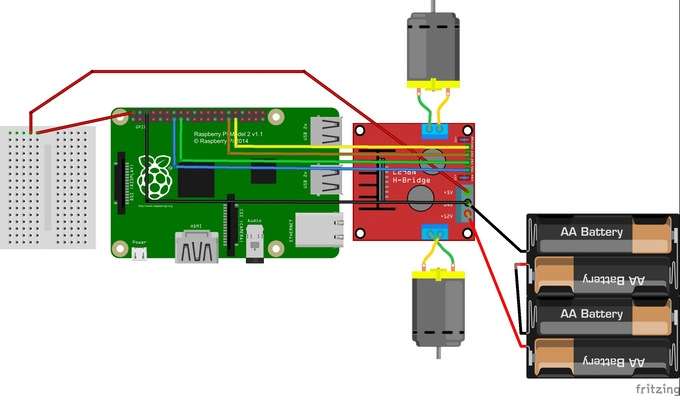 GPIO
Raspberry Pi Model 2 v1.1
© Raspberry Pi 2014
USB 2x
USB 2x
L298N
H-Bridge
+5V
GND
+12V
Power
HDMI
Audio
ETHERNET
AA Battery
AA Battery
AA Battery
AA Battery
fritzing